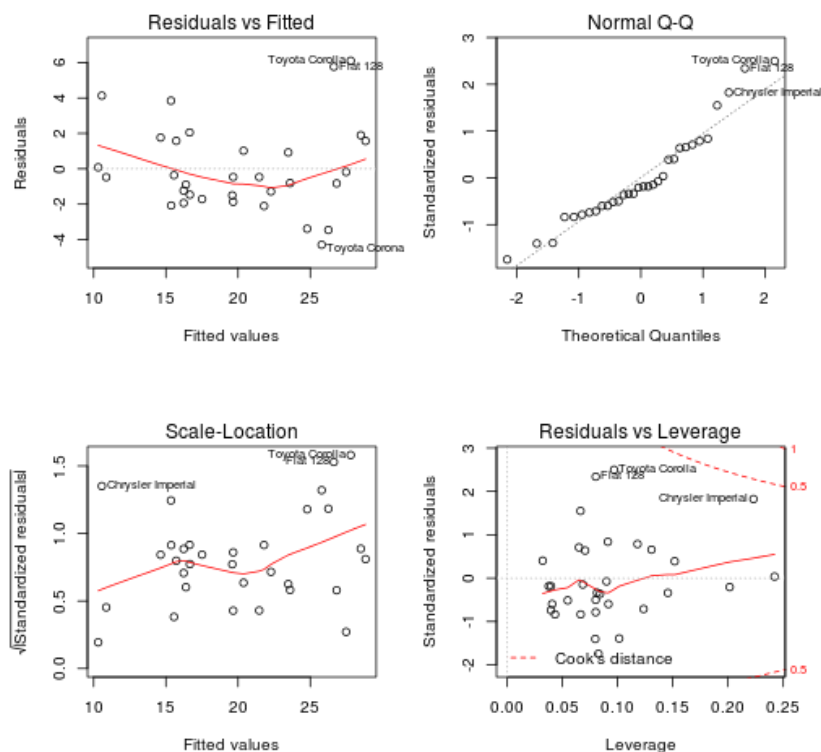 Residuals vs Fitted
Residuals
6
4
2
0
-2
-4
Toyota Corolla
Fiat 128
Toyota Corona
10
15
20
25
Fitted values
Normal Q-Q
Standardized residuals
3
2
1
0
-1
Toyota Corolla
Fiat 128
Chrysler Imperial
-2
-1
0
1
2
Theoretical Quantiles
Scale-Location
√|Standardized residuals|
1.5
1.0
0.5
0.0
Toyota Corolla
Fiat 128
Chrysler Imperial
10
15
20
25
Fitted values
Residuals vs Leverage
Standardized residuals
3
2
1
0
-1
-2
Toyota Corolla
Fiat 128
Chrysler Imperial
1
0.5
0.5
Cook's distance
0.00
0.05
0.10
0.15
0.20
0.25
Leverage